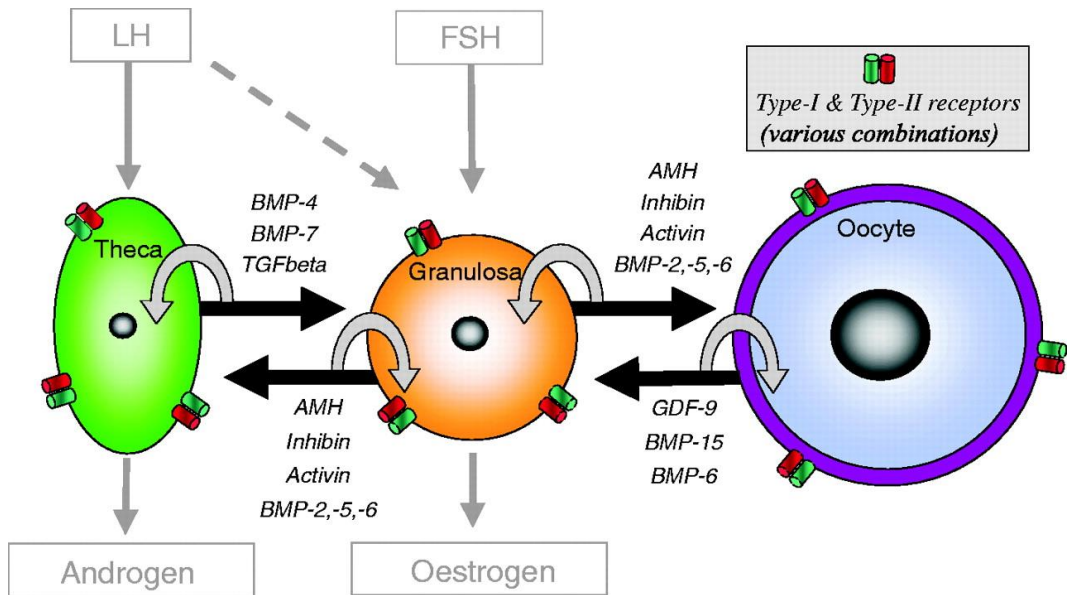 LH
FSH
Type-I & Type-II receptors
(various combinations)
BMP-4
BMP-7
TGFbeta
AMH
Inhibin
Activin
BMP-2,-5,-6
Theca
Granulosa
Oocyte
AMH
Inhibin
Activin
BMP-2,-5,-6
GDF-9
BMP-15
BMP-6
Androgen
Oestrogen